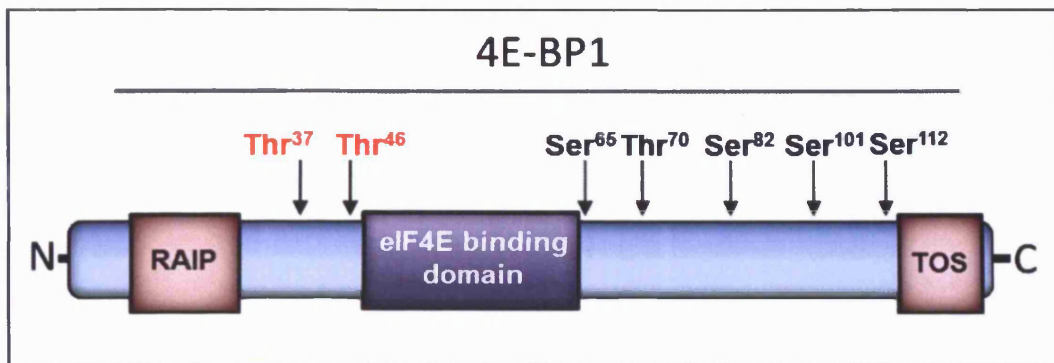 4E-BP1
Thr³⁷ Thr⁴⁶ Ser⁶⁵ Thr⁷⁰ Ser⁸² Ser¹⁰¹ Ser¹¹²
N RAIP eIF4E binding domain TOS C